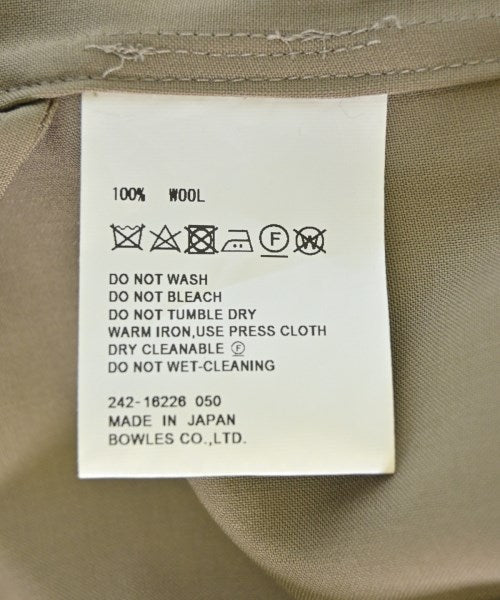 100% WOOL
F W
DO NOT WASH
DO NOT BLEACH
DO NOT TUMBLE DRY
WARM IRON,USE PRESS CLOTH
DRY CLEANABLE Ⓕ
DO NOT WET-CLEANING
242-16226 050
MADE IN JAPAN
BOWLES CO.,LTD.